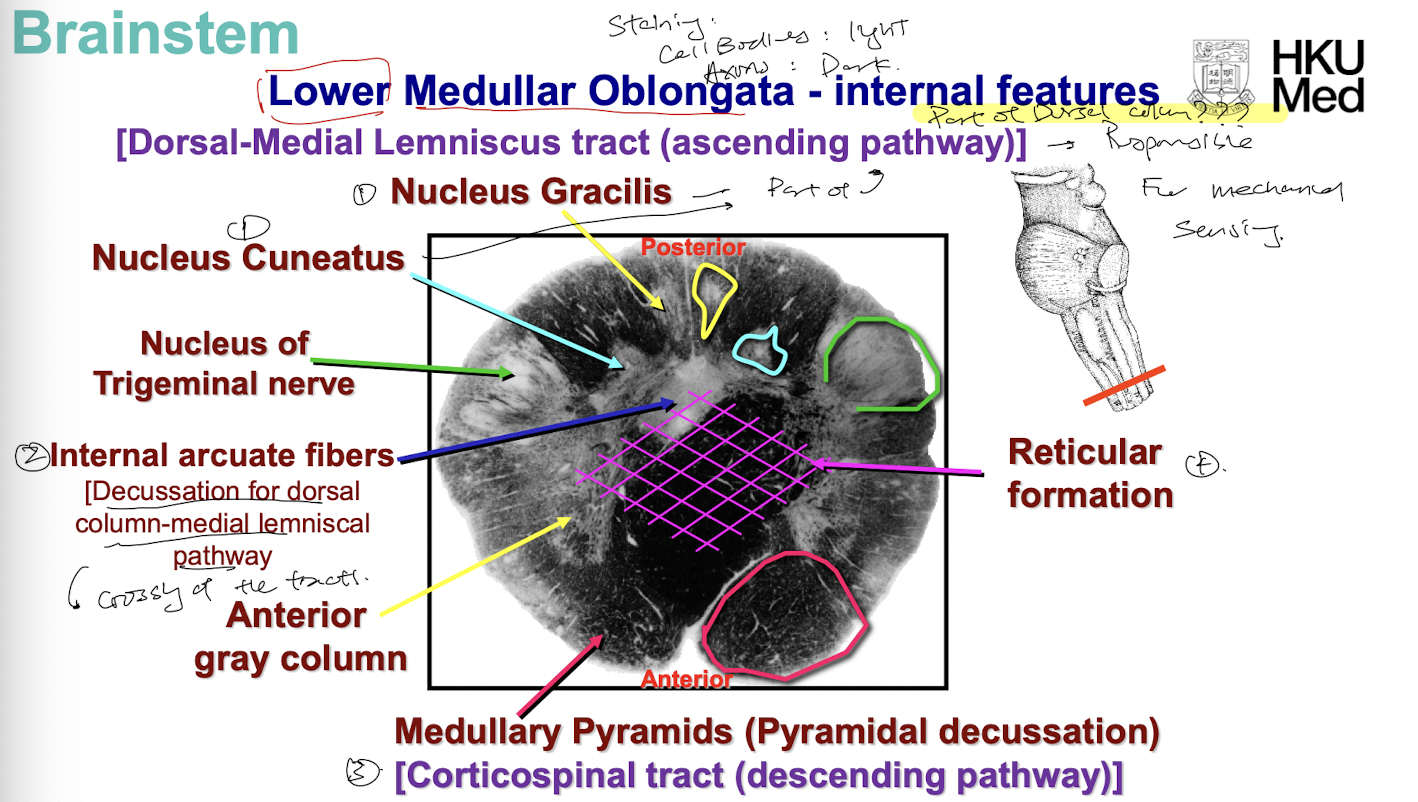 Brainstem
Staining:
Cell Bodies : light
Axons : Dark.
Lower Medullar Oblongata - internal features
HKU
Med
Part of Dorsal colum???
[Dorsal-Medial Lemniscus tract (ascending pathway)] → Responsible
For mechanical
sensing.
① Nucleus Gracilis
Part of
①
Nucleus Cuneatus
Posterior
Nucleus of
Trigeminal nerve
② Internal arcuate fibers
[Decussation for dorsal
column-medial lemniscal
pathway
crossing of the tracts.
Reticular
formation
Anterior
gray column
Anterior
Medullary Pyramids (Pyramidal decussation)
③ [Corticospinal tract (descending pathway)]